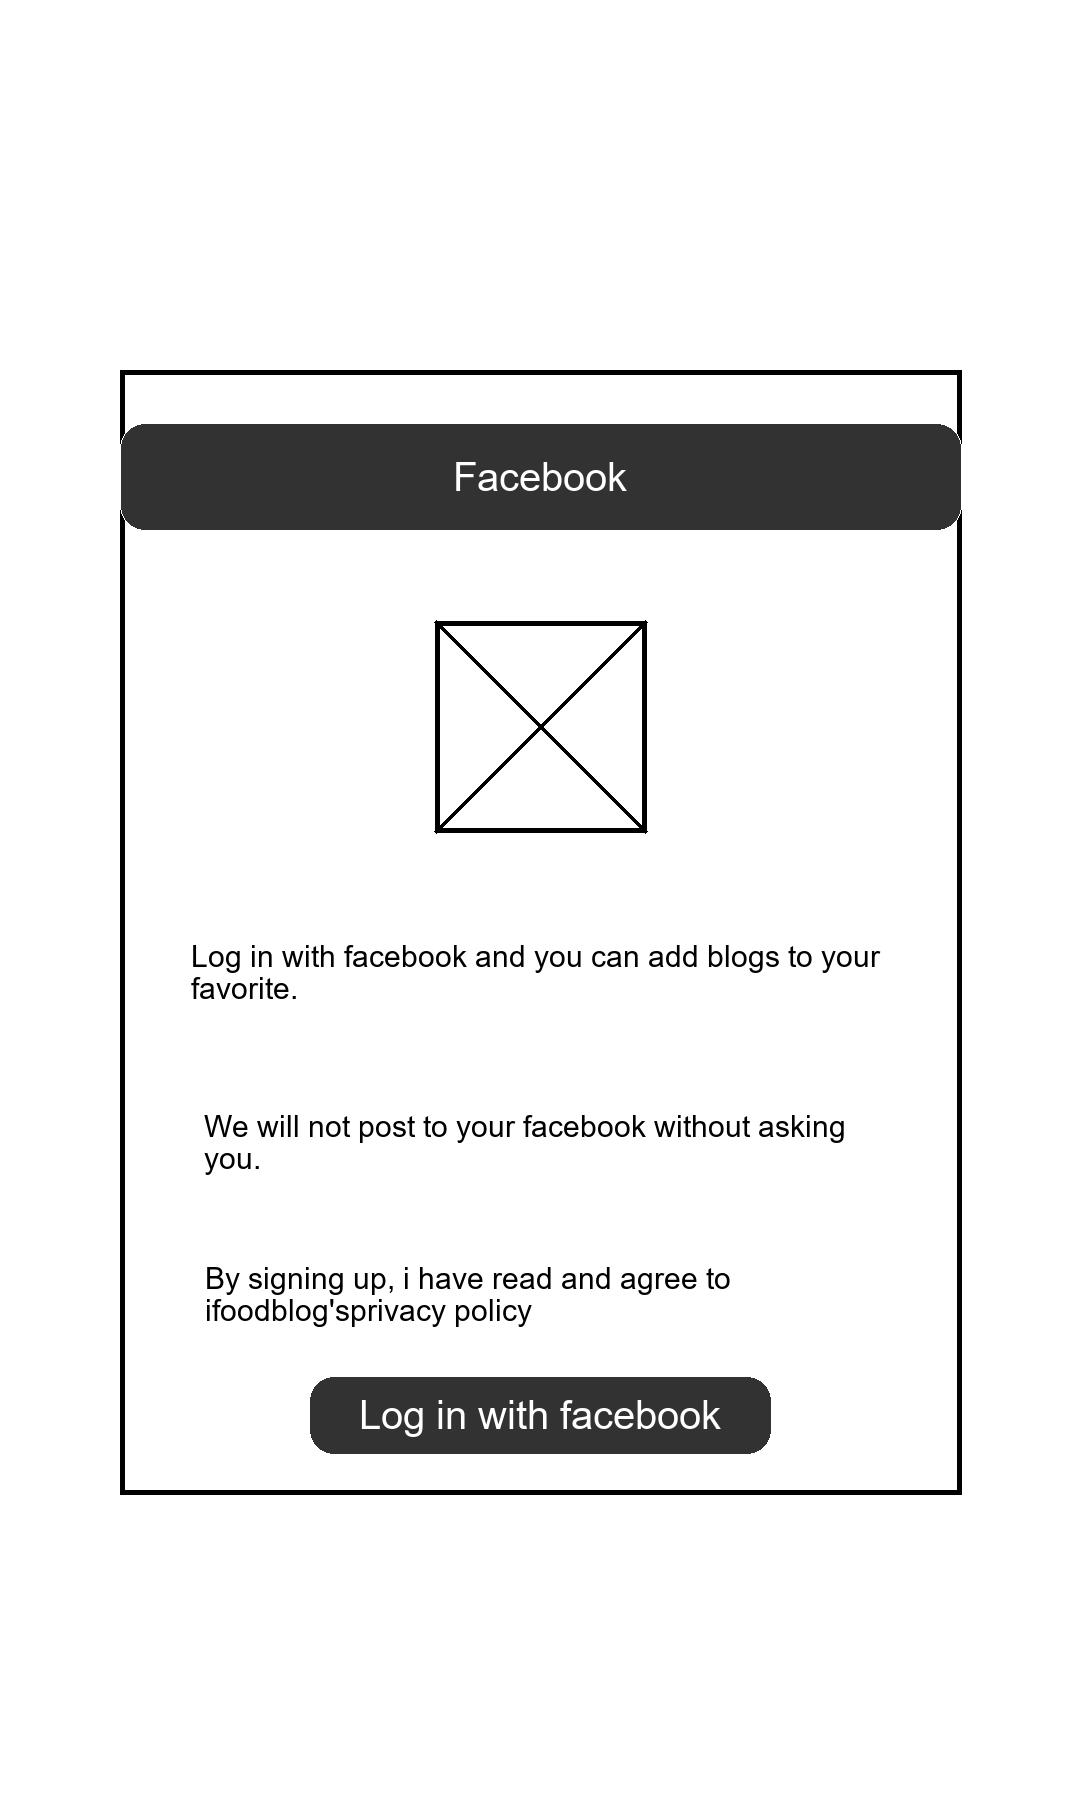 Facebook
Log in with facebook and you can add blogs to your
favorite.
We will not post to your facebook without asking
you.
By signing up, i have read and agree to
ifoodblog'sprivacy policy
Log in with facebook